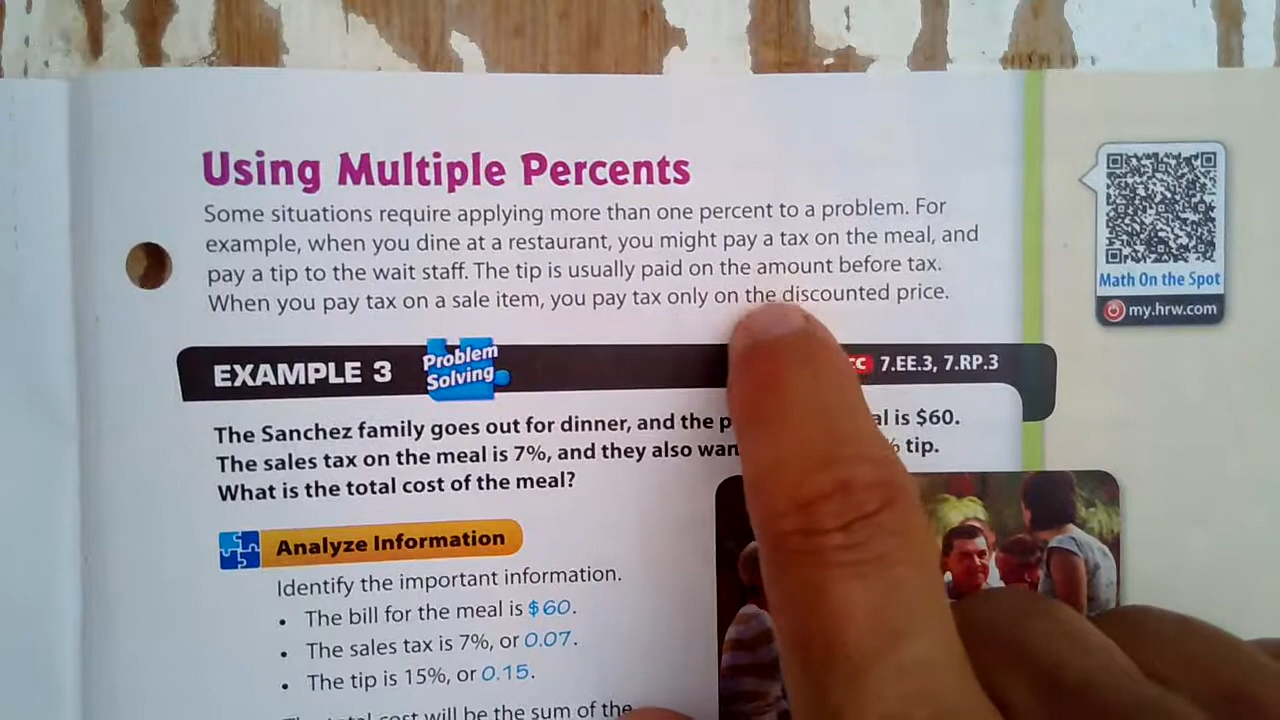 Using Multiple Percents
Some situations require applying more than one percent to a problem. For
example, when you dine at a restaurant, you might pay a tax on the meal, and
pay a tip to the wait staff. The tip is usually paid on the amount before tax.
When you pay tax on a sale item, you pay tax only on the discounted price.
Math On the Spot
my.hrw.com
EXAMPLE 3
Problem
Solving
7.EE.3, 7.RP.3
The Sanchez family goes out for dinner, and the is $60.
The sales tax on the meal is 7%, and they also tip.
What is the total cost of the meal?
Analyze Information
Identify the important information.
• The bill for the meal is $60.
• The sales tax is 7%, or 0.07.
• The tip is 15%, or 0.15.
cost will be the sum of the